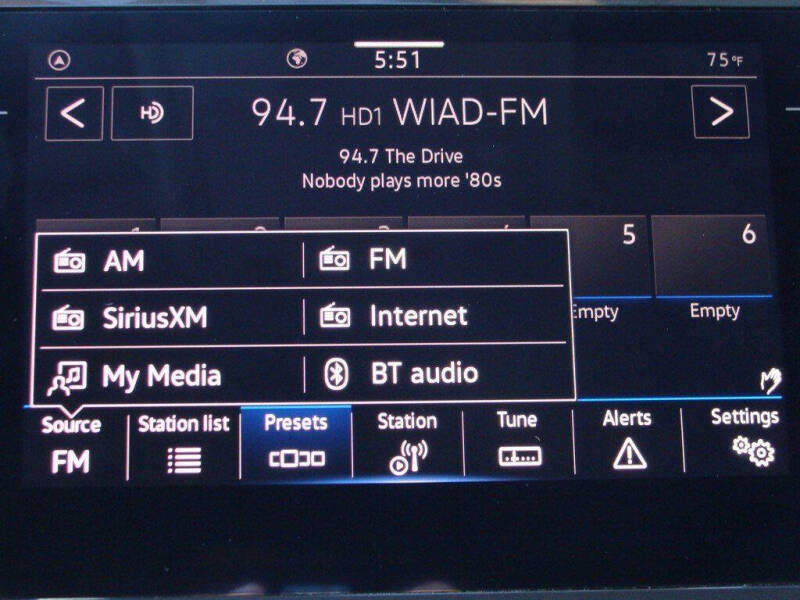 5:51
75°F
HD
94.7 HD1 WIAD-FM
94.7 The Drive
Nobody plays more '80s
5
6
AM
FM
SiriusXM
Internet
Empty
Empty
My Media
BT audio
Source
Station list
Presets
Station
Tune
Alerts
Settings
FM